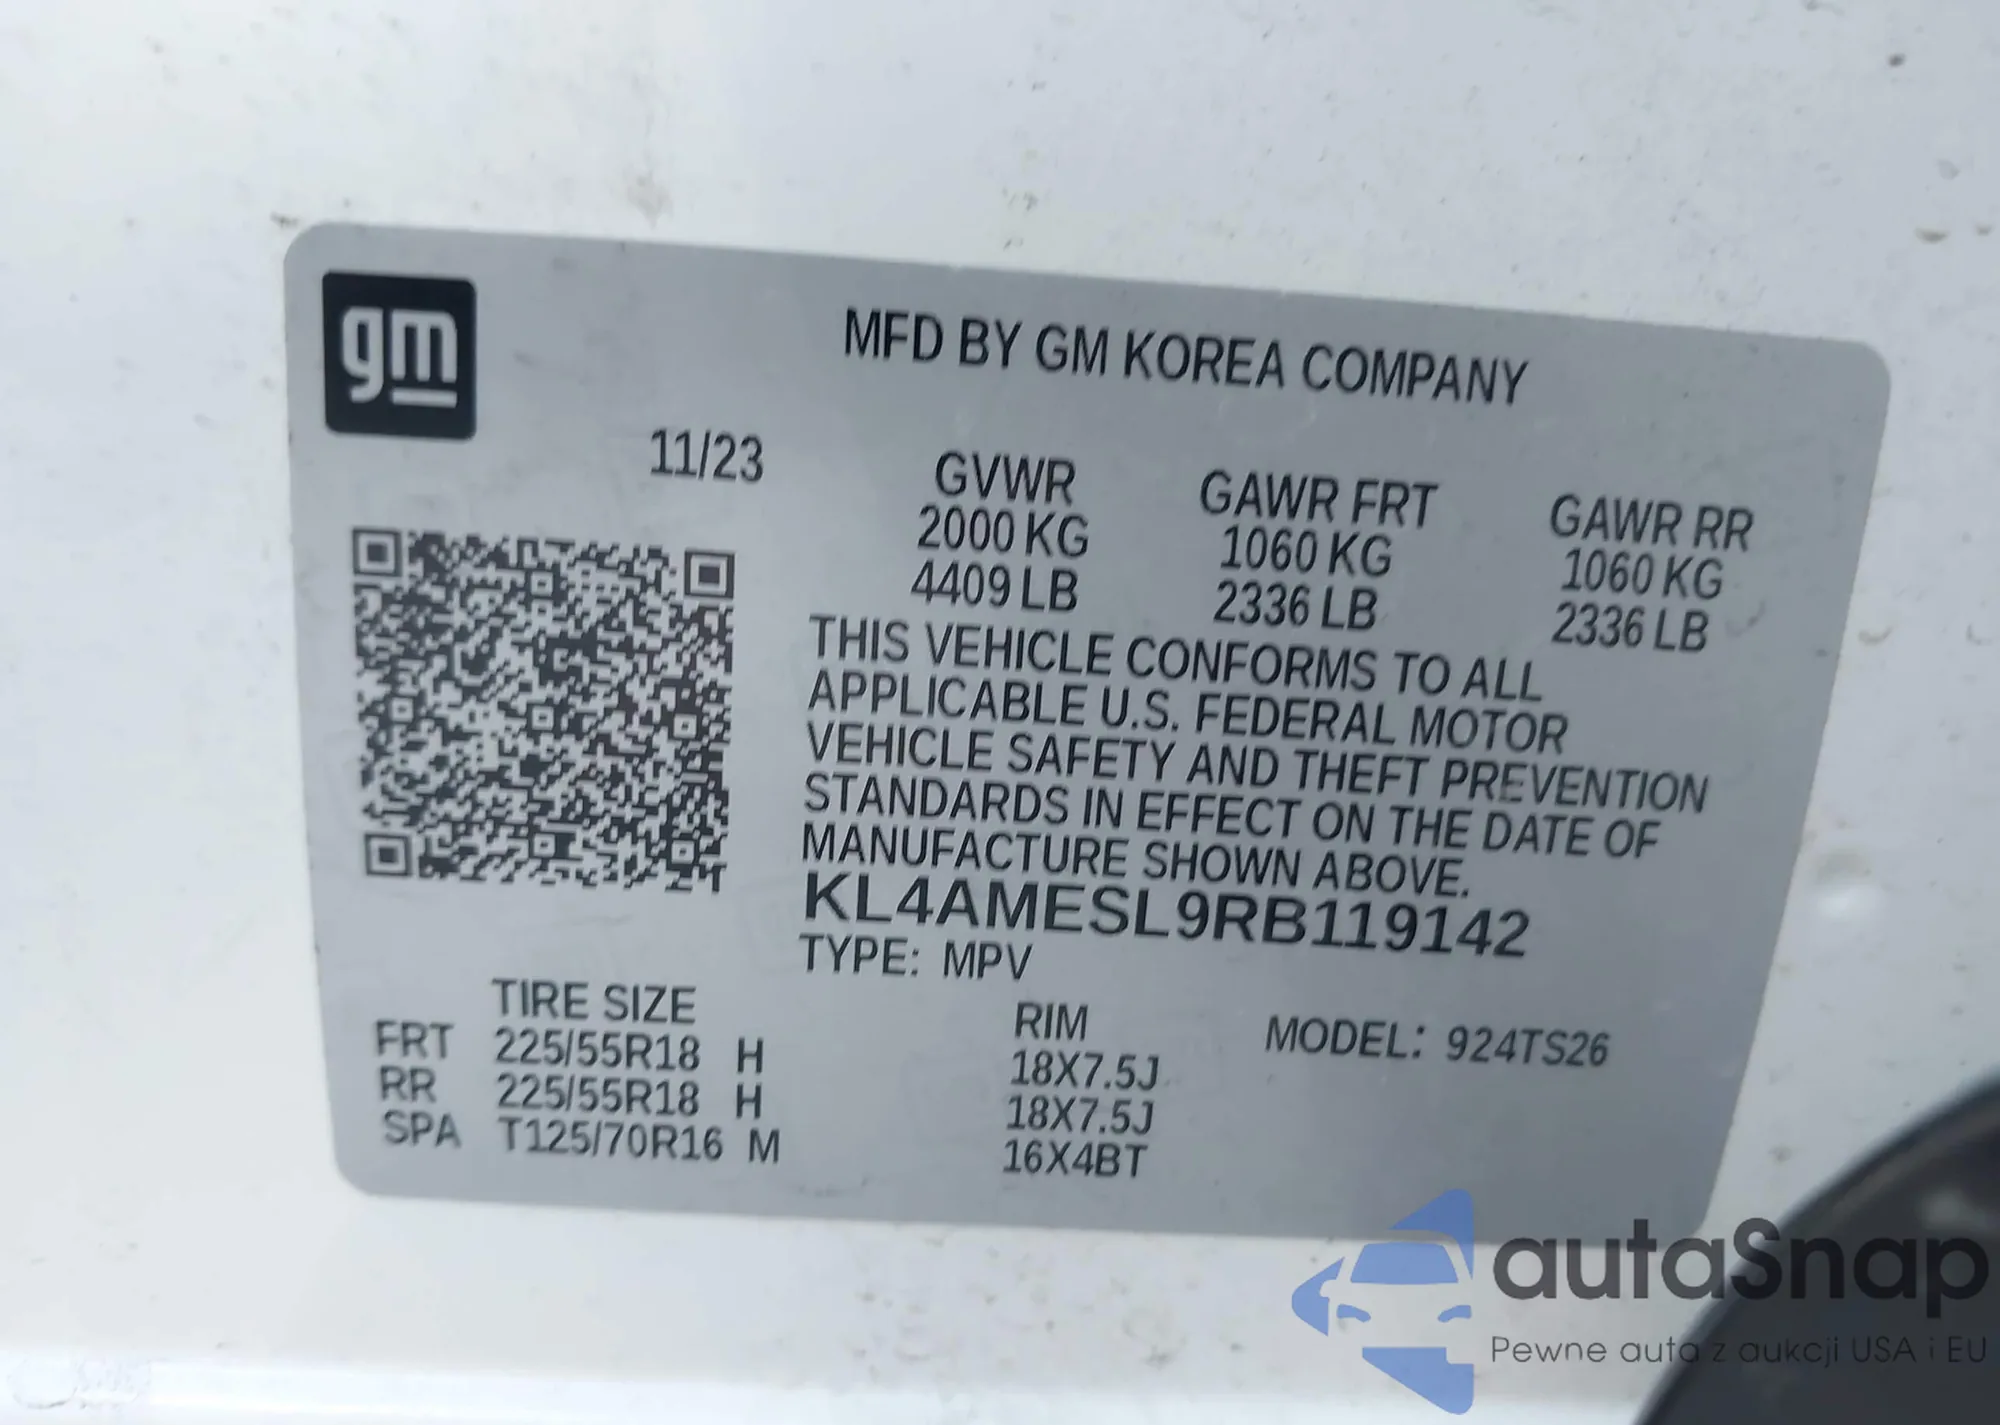 gm
MFD BY GM KOREA COMPANY
11/23
GVWR GAWR FRT GAWR RR
2000 KG 1060 KG 1060 KG
4409 LB 2336 LB 2336 LB
THIS VEHICLE CONFORMS TO ALL
APPLICABLE U.S. FEDERAL MOTOR
VEHICLE SAFETY AND THEFT PREVENTION
STANDARDS IN EFFECT ON THE DATE OF
MANUFACTURE SHOWN ABOVE.
KL4AMESL9RB119142
TYPE: MPV
TIRE SIZE RIM MODEL: 924TS26
FRT 225/55R18 H 18X7.5J
RR 225/55R18 H 18X7.5J
SPA T125/70R16 M 16X4BT
autaSnap
Pewne auta z aukcji USA i EU